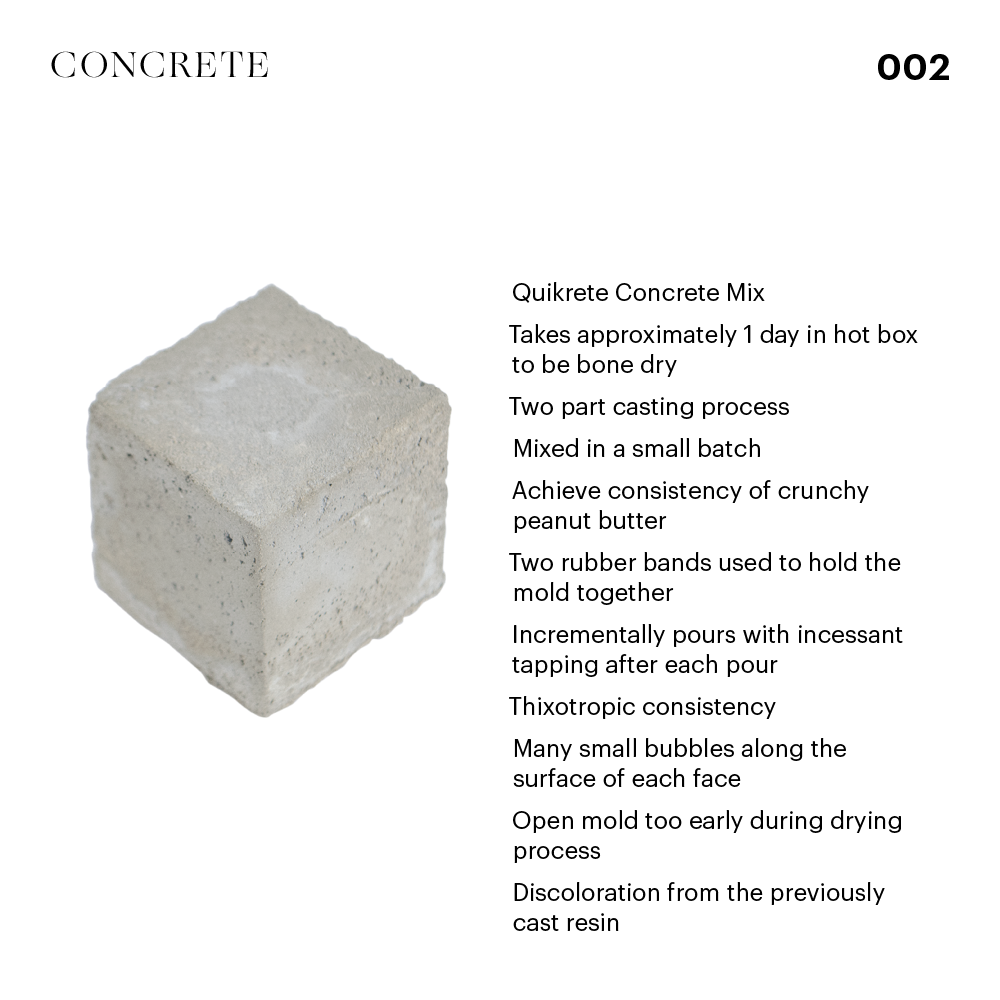 CONCRETE
002
Quikrete Concrete Mix
Takes approximately 1 day in hot box
to be bone dry
Two part casting process
Mixed in a small batch
Achieve consistency of crunchy
peanut butter
Two rubber bands used to hold the
mold together
Incrementally pours with incessant
tapping after each pour
Thixotropic consistency
Many small bubbles along the
surface of each face
Open mold too early during drying
process
Discoloration from the previously
cast resin